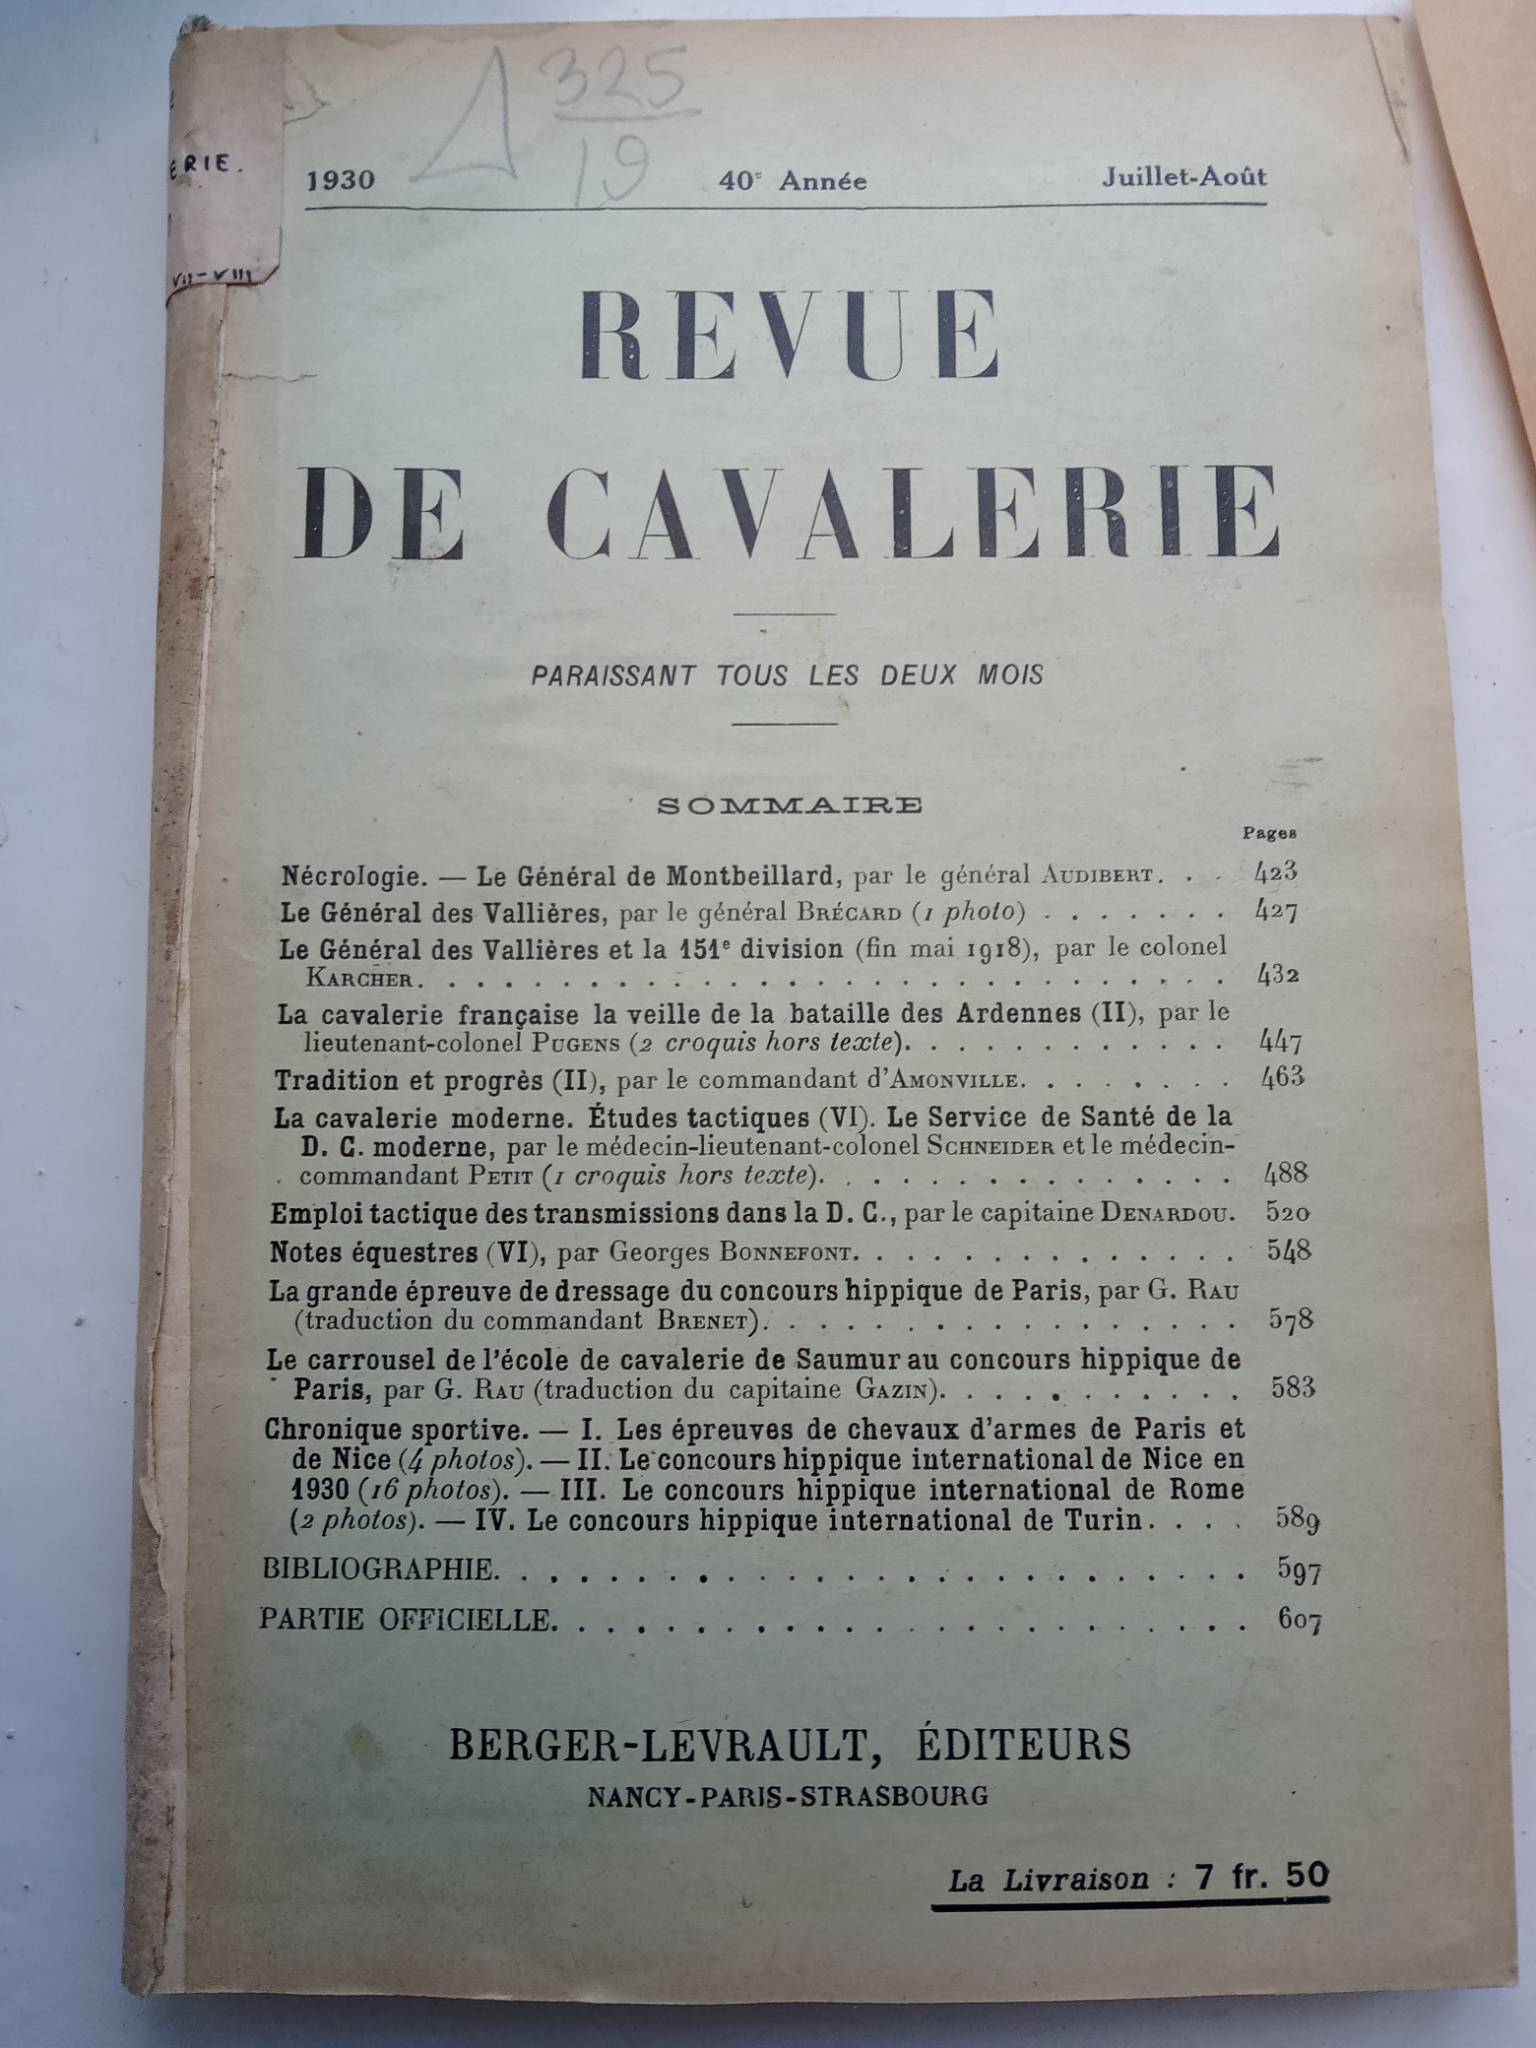 Δ 325
19
ERIE.
VII-VIII
1930 40e Année Juillet-Août
REVUE
DE CAVALERIE
PARAISSANT TOUS LES DEUX MOIS
SOMMAIRE
Pages
Nécrologie. — Le Général de Montbeillard, par le général AUDIBERT. . . 423
Le Général des Vallières, par le général BRÉCARD (1 photo) . . . . . . . 427
Le Général des Vallières et la 151e division (fin mai 1918), par le colonel
KARCHER. . . . . . . . . . . . . . . . . . . . . . . . . . . . . 432
La cavalerie française la veille de la bataille des Ardennes (II), par le
lieutenant-colonel PUGENS (2 croquis hors texte). . . . . . . . . . . . 447
Tradition et progrès (II), par le commandant d'AMONVILLE. . . . . . . . 463
La cavalerie moderne. Études tactiques (VI). Le Service de Santé de la
D. C. moderne, par le médecin-lieutenant-colonel SCHNEIDER et le médecin-
commandant PETIT (1 croquis hors texte). . . . . . . . . . . . . . . 488
Emploi tactique des transmissions dans la D. C., par le capitaine DENARDOU. 520
Notes équestres (VI), par Georges BONNEFONT. . . . . . . . . . . . . . 548
La grande épreuve de dressage du concours hippique de Paris, par G. RAU
(traduction du commandant BRENET). . . . . . . . . . . . . . . . . 578
Le carrousel de l'école de cavalerie de Saumur au concours hippique de
Paris, par G. RAU (traduction du capitaine GAZIN). . . . . . . . . . . 583
Chronique sportive. — I. Les épreuves de chevaux d'armes de Paris et
de Nice (4 photos). — II. Le concours hippique international de Nice en
1930 (16 photos). — III. Le concours hippique international de Rome
(2 photos). — IV. Le concours hippique international de Turin. . . . 589
BIBLIOGRAPHIE. . . . . . . . . . . . . . . . . . . . . . . . . . 597
PARTIE OFFICIELLE. . . . . . . . . . . . . . . . . . . . . . . . 607
BERGER-LEVRAULT, ÉDITEURS
NANCY-PARIS-STRASBOURG
La Livraison : 7 fr. 50